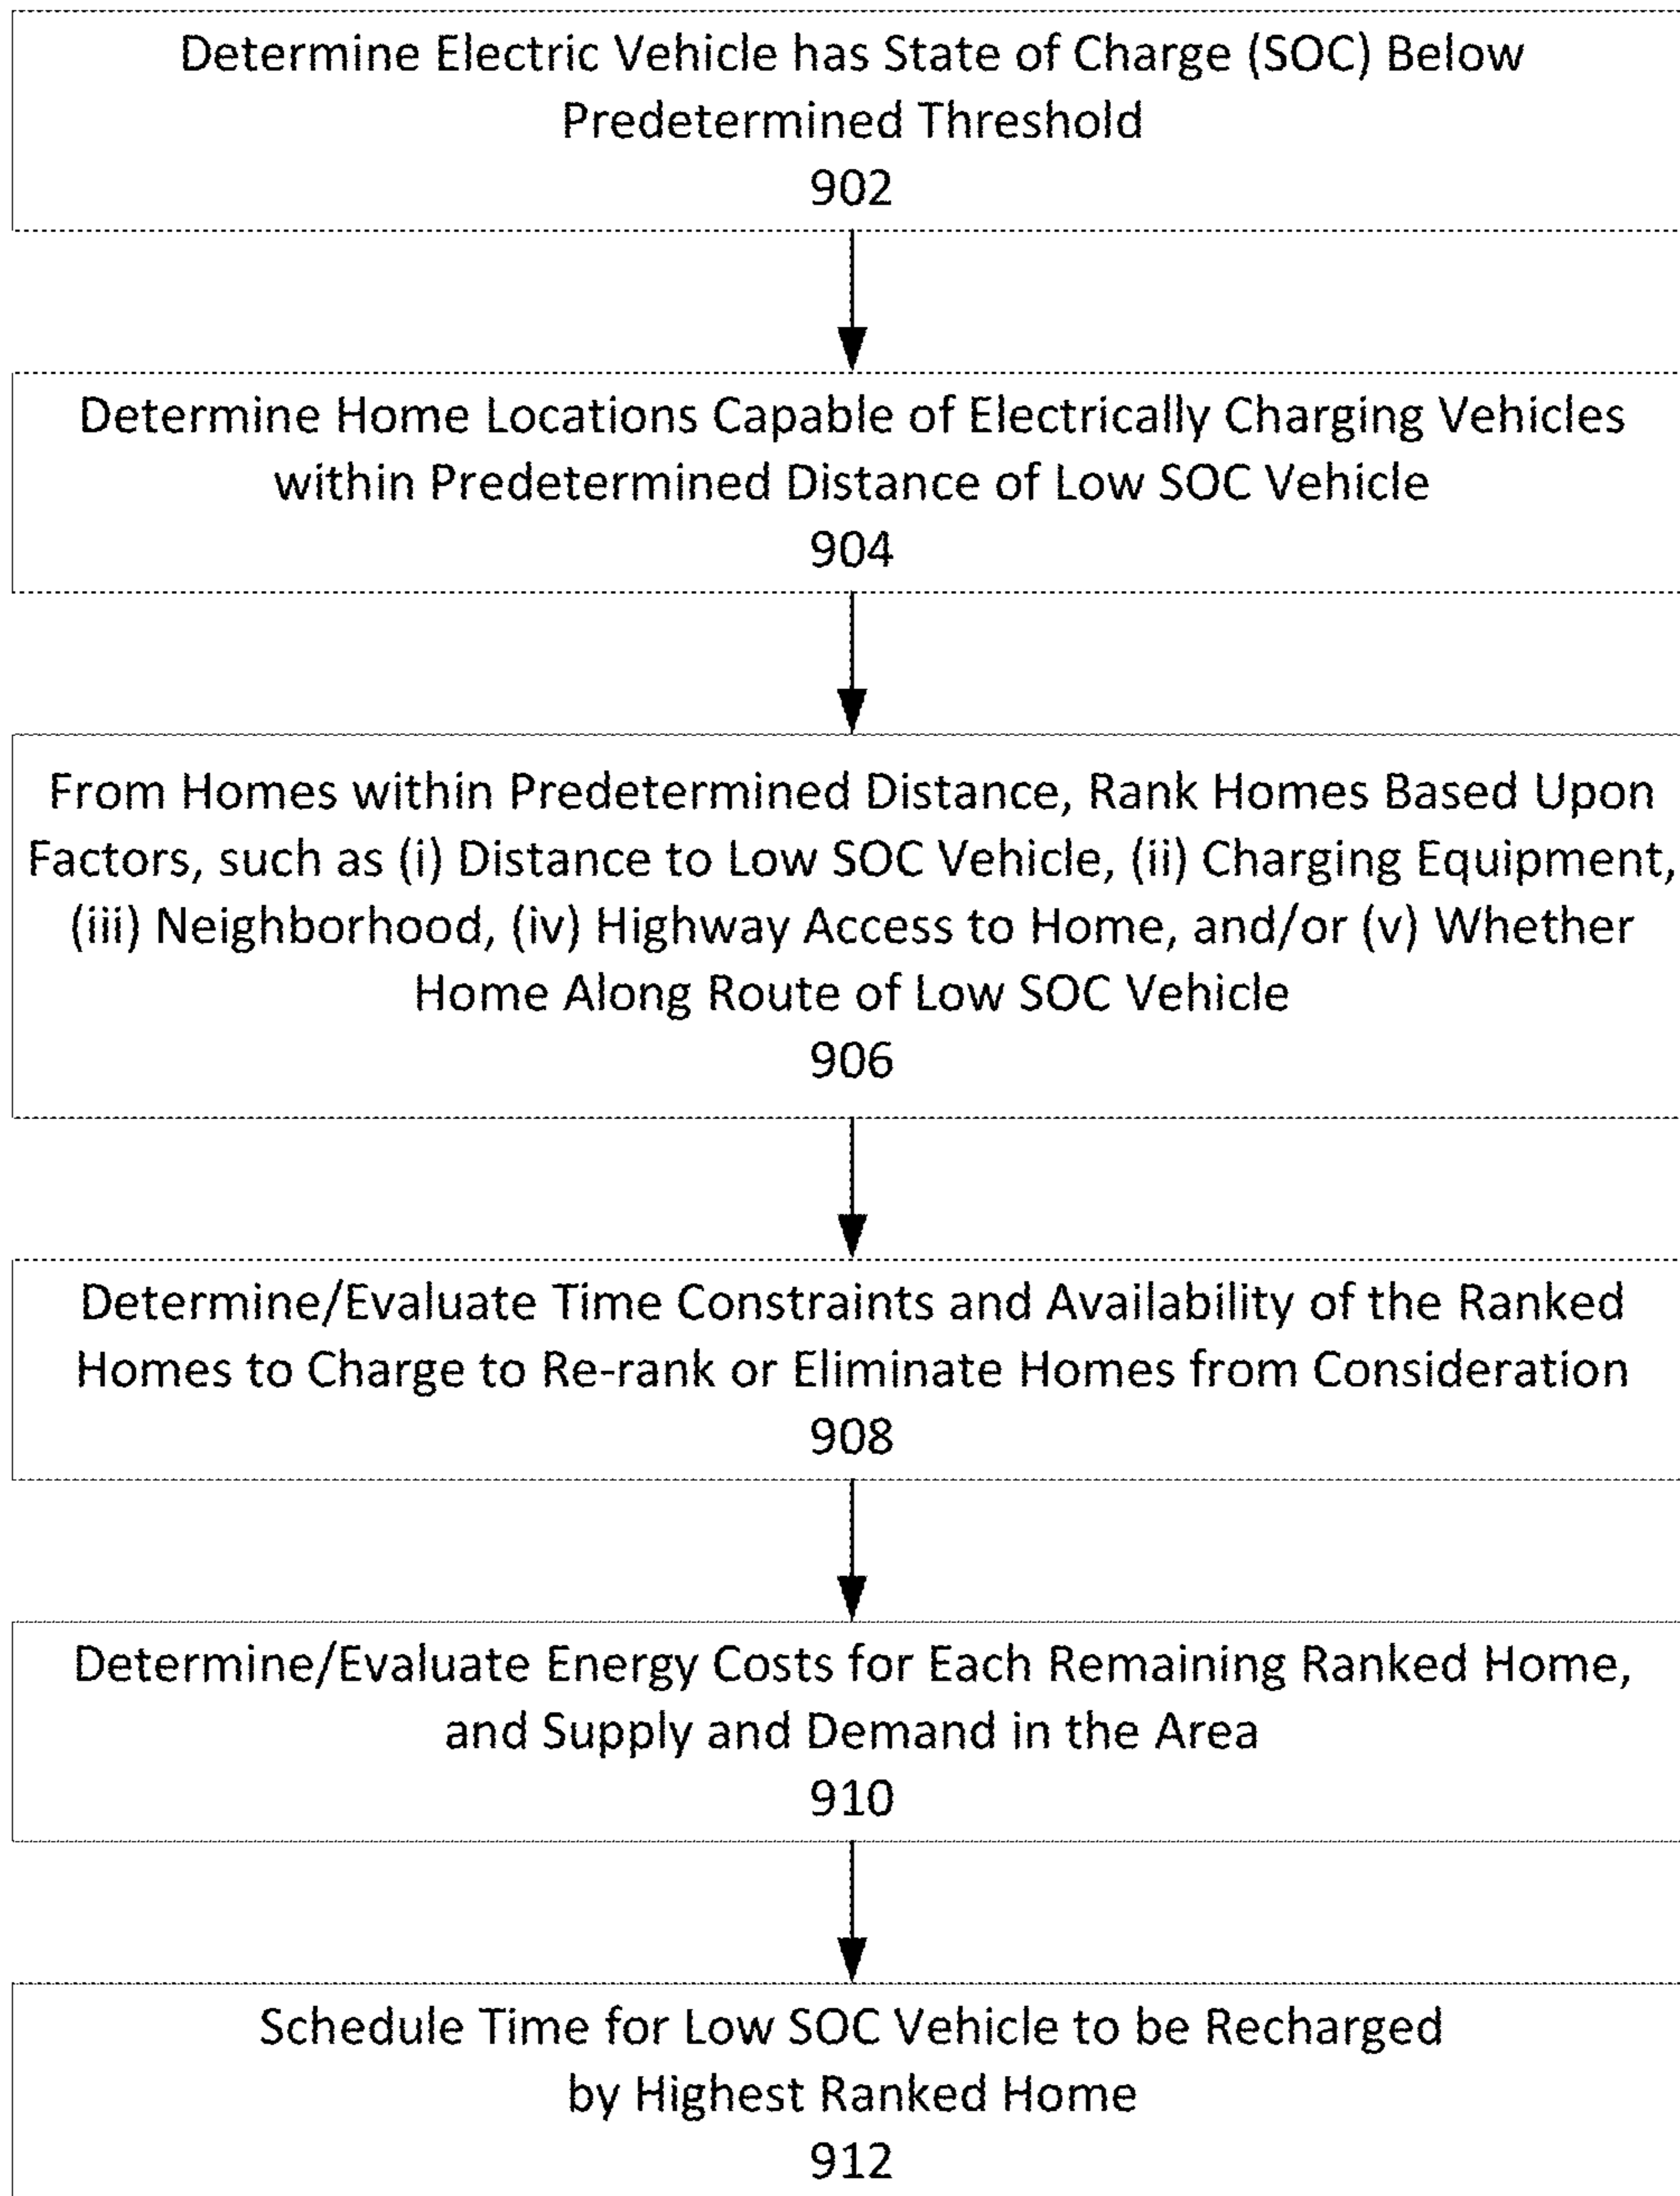 Determine Electric Vehicle has State of Charge (SOC) Below
Predetermined Threshold
902
Determine Home Locations Capable of Electrically Charging Vehicles
within Predetermined Distance of Low SOC Vehicle
904
From Homes within Predetermined Distance, Rank Homes Based Upon
Factors, such as (i) Distance to Low SOC Vehicle, (ii) Charging Equipment,
(iii) Neighborhood, (iv) Highway Access to Home, and/or (v) Whether
Home Along Route of Low SOC Vehicle
906
Determine/Evaluate Time Constraints and Availability of the Ranked
Homes to Charge to Re-rank or Eliminate Homes from Consideration
908
Determine/Evaluate Energy Costs for Each Remaining Ranked Home,
and Supply and Demand in the Area
910
Schedule Time for Low SOC Vehicle to be Recharged
by Highest Ranked Home
912